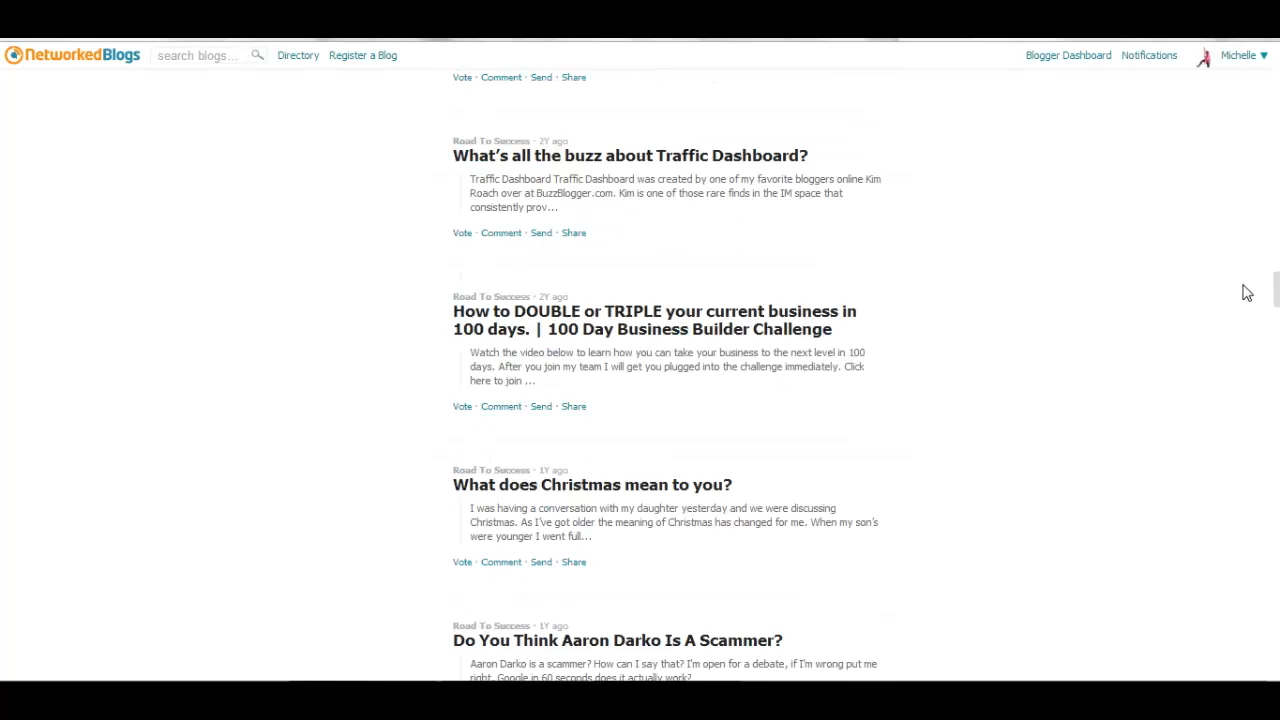 NetworkedBlogs search blogs... Directory Register a Blog Blogger Dashboard Notifications Michelle
Vote · Comment · Send · Share
Road To Success · 2Y ago
What's all the buzz about Traffic Dashboard?
Traffic Dashboard Traffic Dashboard was created by one of my favorite bloggers online Kim
Roach over at BuzzBlogger.com. Kim is one of those rare finds in the IM space that
consistently prov...
Vote · Comment · Send · Share
Road To Success · 2Y ago
How to DOUBLE or TRIPLE your current business in
100 days. | 100 Day Business Builder Challenge
Watch the video below to learn how you can take your business to the next level in 100
days. After you join my team I will get you plugged into the challenge immediately. Click
here to join ...
Vote · Comment · Send · Share
Road To Success · 1Y ago
What does Christmas mean to you?
I was having a conversation with my daughter yesterday and we were discussing
Christmas. As I've got older the meaning of Christmas has changed for me. When my son's
were younger I went full...
Vote · Comment · Send · Share
Road To Success · 1Y ago
Do You Think Aaron Darko Is A Scammer?
Aaron Darko is a scammer? How can I say that? I'm open for a debate, if I'm wrong put me
right. Google in 60 seconds does it actually work?